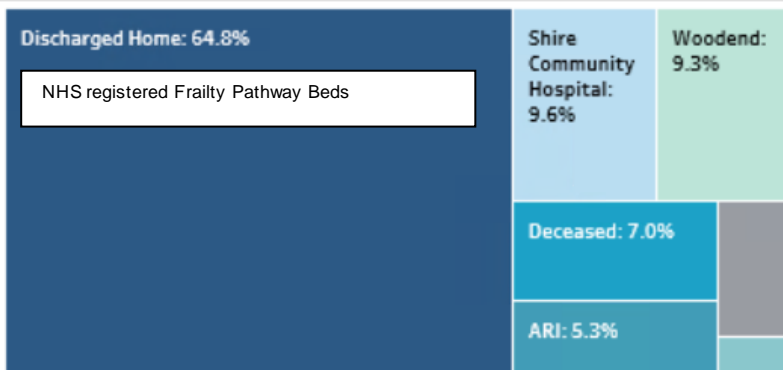 Discharged Home: 64.8%
NHS registered Frailty Pathway Beds
Shire
Community
Hospital:
9.6%
Woodend:
9.3%
Deceased: 7.0%
ARI: 5.3%